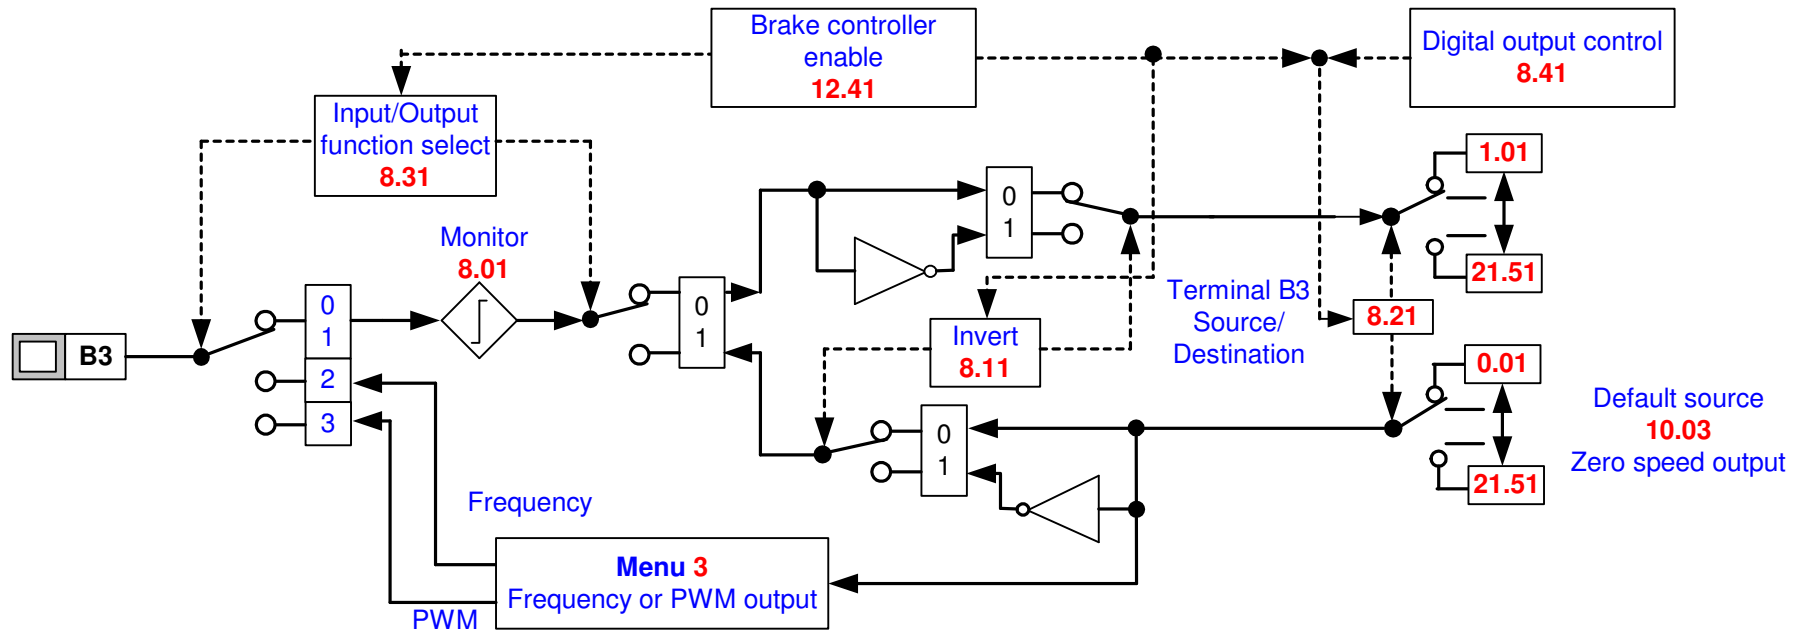 Brake controller
enable
12.41
Digital output control
8.41
Input/Output
function select
8.31
1.01
21.51
0
1
Monitor
8.01
0
1
2
3
B3
0
1
Terminal B3
Source/
Destination
8.21
Invert
8.11
0.01
21.51
Default source
10.03
Zero speed output
0
1
Frequency
Menu 3
Frequency or PWM output
PWM